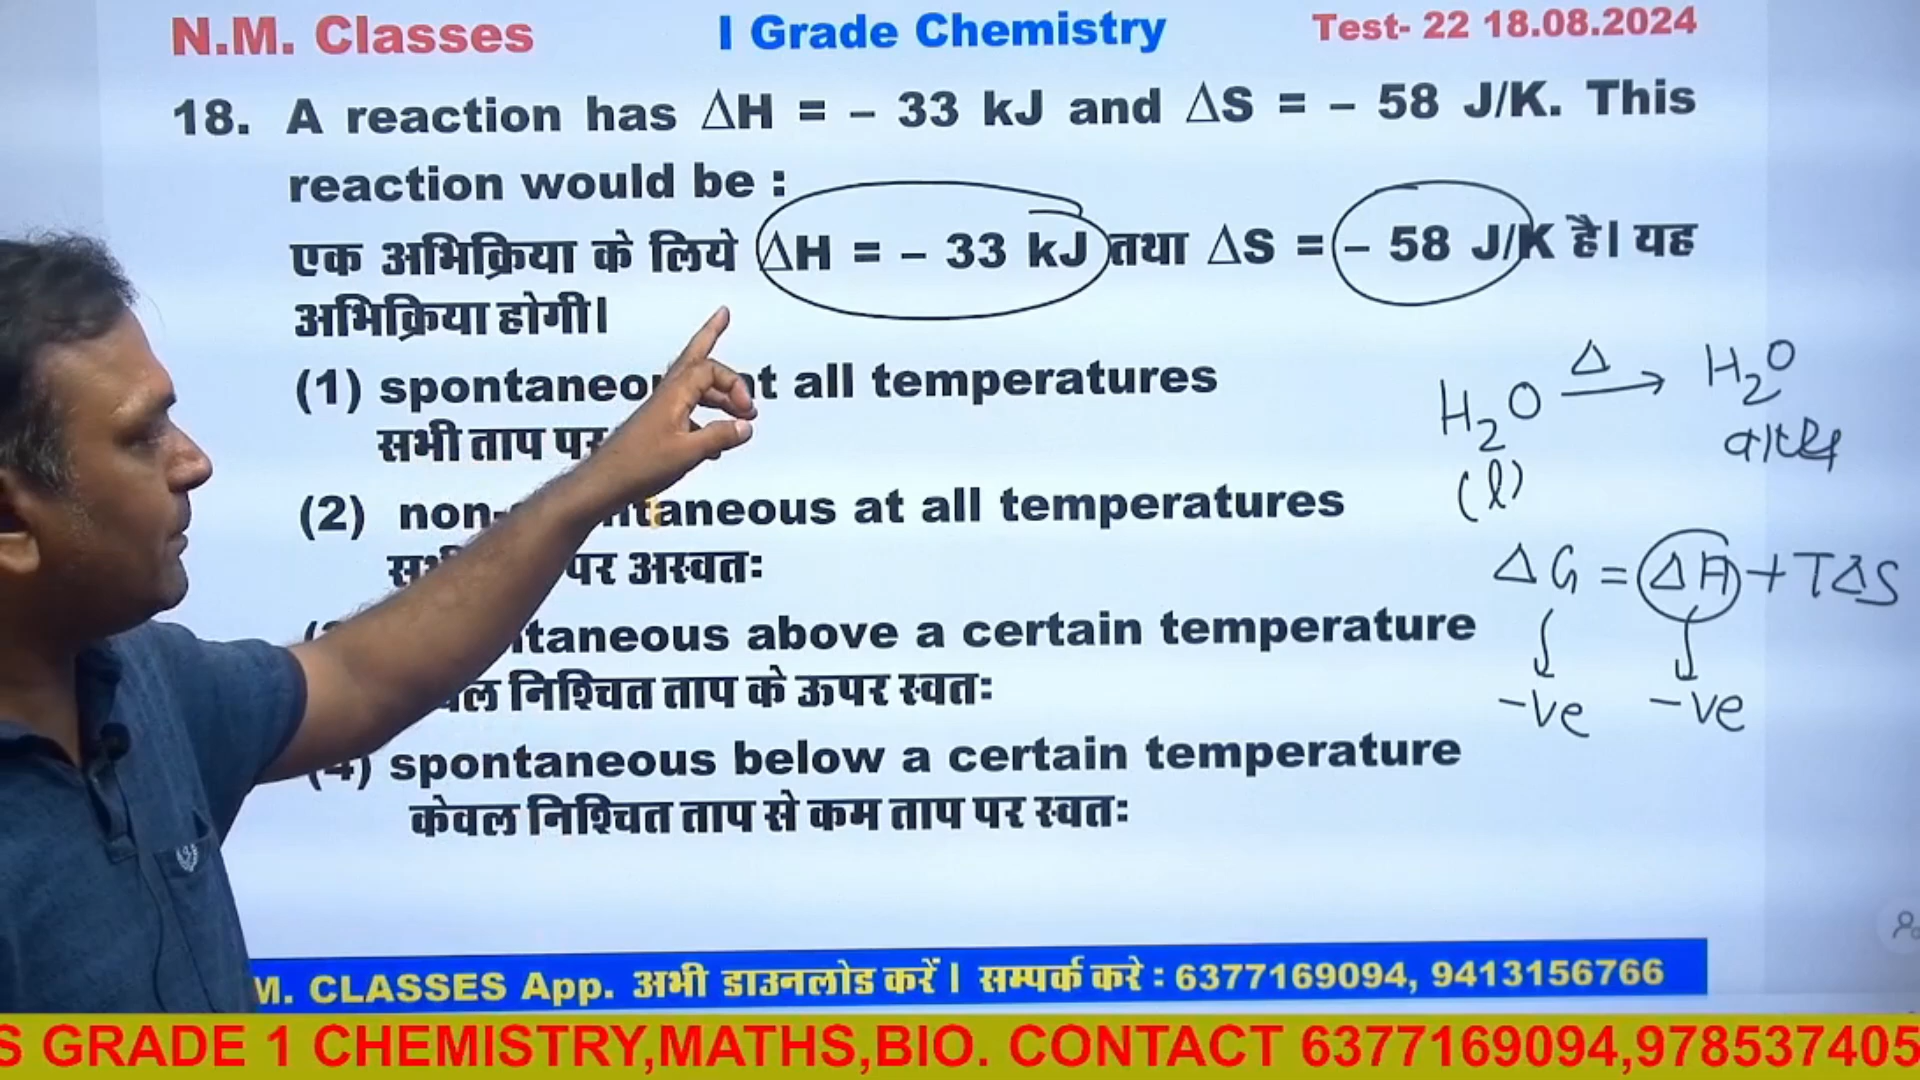 N.M. Classes I Grade Chemistry Test- 22 18.08.2024
18. A reaction has ΔH = – 33 kJ and ΔS = – 58 J/K. This
reaction would be :
एक अभिक्रिया के लिये ΔH = – 33 kJ तथा ΔS = – 58 J/K है। यह
अभिक्रिया होगी।
(1) spontaneou t all temperatures
सभी ताप पर
(2) non- ntaneous at all temperatures
पर अस्वतः
ntaneous above a certain temperature
निश्चित ताप के ऊपर स्वतः
(4) spontaneous below a certain temperature
केवल निश्चित ताप से कम ताप पर स्वतः
H₂O Δ→ H₂O
(l) वाष्प
ΔG = ΔH + TΔS
-ve -ve
M. CLASSES App. अभी डाउनलोड करें । सम्पर्क करे : 6377169094, 9413156766
S GRADE 1 CHEMISTRY,MATHS,BIO. CONTACT 6377169094,978537405